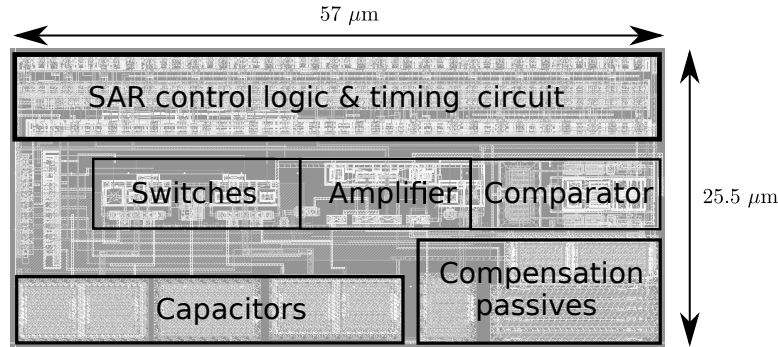 57 μm
SAR control logic & timing circuit
Switches
Amplifier
Comparator
25.5 μm
Compensation
passives
Capacitors